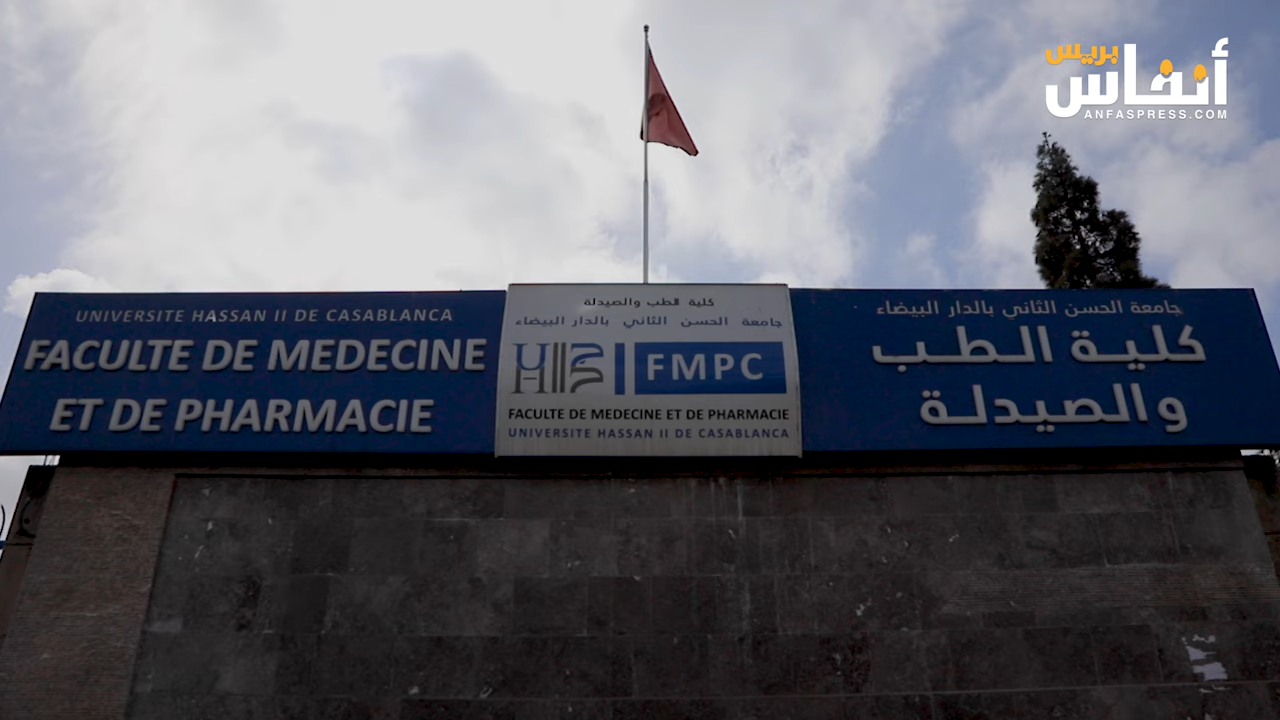 بريس
أنفاس
ANFASPRESS.COM
UNIVERSITE HASSAN II DE CASABLANCA
FACULTE DE MEDECINE
ET DE PHARMACIE
كلية الطب والصيدلة
جامعة الحسن الثاني بالدار البيضاء
UH
FMPC
FACULTE DE MEDECINE ET DE PHARMACIE
UNIVERSITE HASSAN II DE CASABLANCA
جامعة الحسن الثاني بالدار البيضاء
كلية الطب
والصيدلة